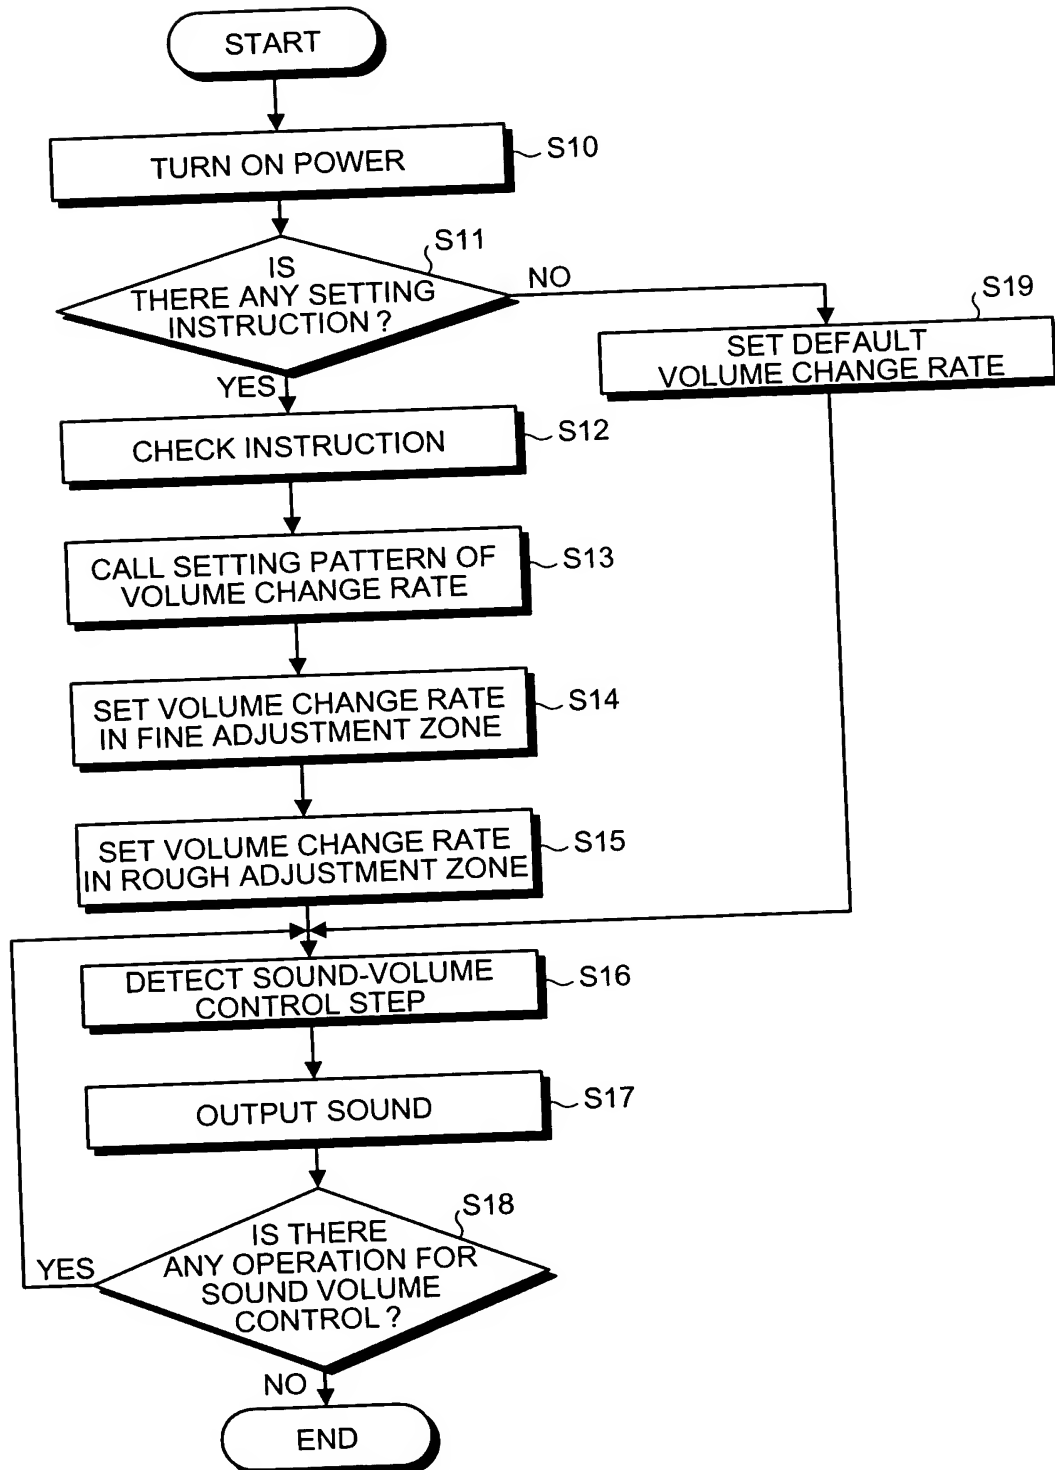 START
TURN ON POWER
S10
S11
IS
THERE ANY SETTING
INSTRUCTION?
NO
YES
S19
SET DEFAULT
VOLUME CHANGE RATE
CHECK INSTRUCTION
S12
CALL SETTING PATTERN OF
VOLUME CHANGE RATE
S13
SET VOLUME CHANGE RATE
IN FINE ADJUSTMENT ZONE
S14
SET VOLUME CHANGE RATE
IN ROUGH ADJUSTMENT ZONE
S15
DETECT SOUND-VOLUME
CONTROL STEP
S16
OUTPUT SOUND
S17
S18
IS THERE
ANY OPERATION FOR
SOUND VOLUME
CONTROL?
YES
NO
END